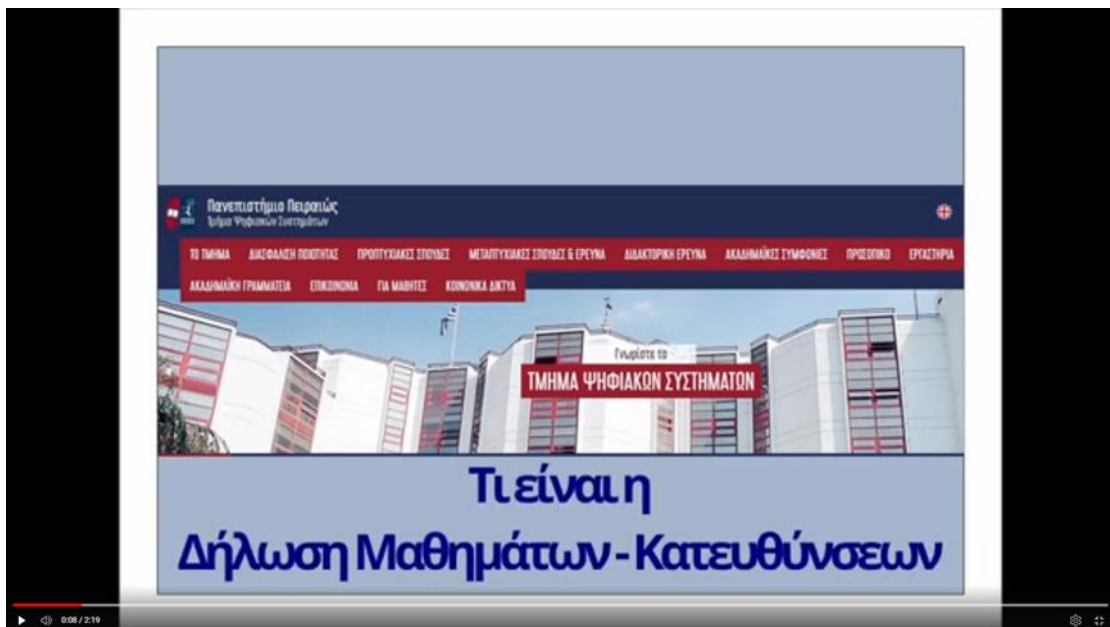 Πανεπιστήμιο Πειραιώς
Τμήμα Ψηφιακών Συστημάτων
ΤΟ ΤΜΗΜΑ ΔΙΑΣΦΑΛΙΣΗ ΠΟΙΟΤΗΤΑΣ ΠΡΟΠΤΥΧΙΑΚΕΣ ΣΠΟΥΔΕΣ ΜΕΤΑΠΤΥΧΙΑΚΕΣ ΣΠΟΥΔΕΣ & ΕΡΕΥΝΑ ΔΙΔΑΚΤΟΡΙΚΗ ΕΡΕΥΝΑ ΑΚΑΔΗΜΑΪΚΕΣ ΣΥΜΦΩΝΙΕΣ ΠΡΟΣΩΠΙΚΟ ΕΡΓΑΣΤΗΡΙΑ
ΑΚΑΔΗΜΑΪΚΗ ΓΡΑΜΜΑΤΕΙΑ ΕΠΙΚΟΙΝΩΝΙΑ ΓΙΑ ΜΑΘΗΤΕΣ ΚΟΙΝΩΝΙΚΑ ΔΙΚΤΥΑ
Γνωρίστε το
ΤΜΗΜΑ ΨΗΦΙΑΚΩΝ ΣΥΣΤΗΜΑΤΩΝ
Τι είναι η
Δήλωση Μαθημάτων - Κατευθύνσεων
0:08 / 2:19